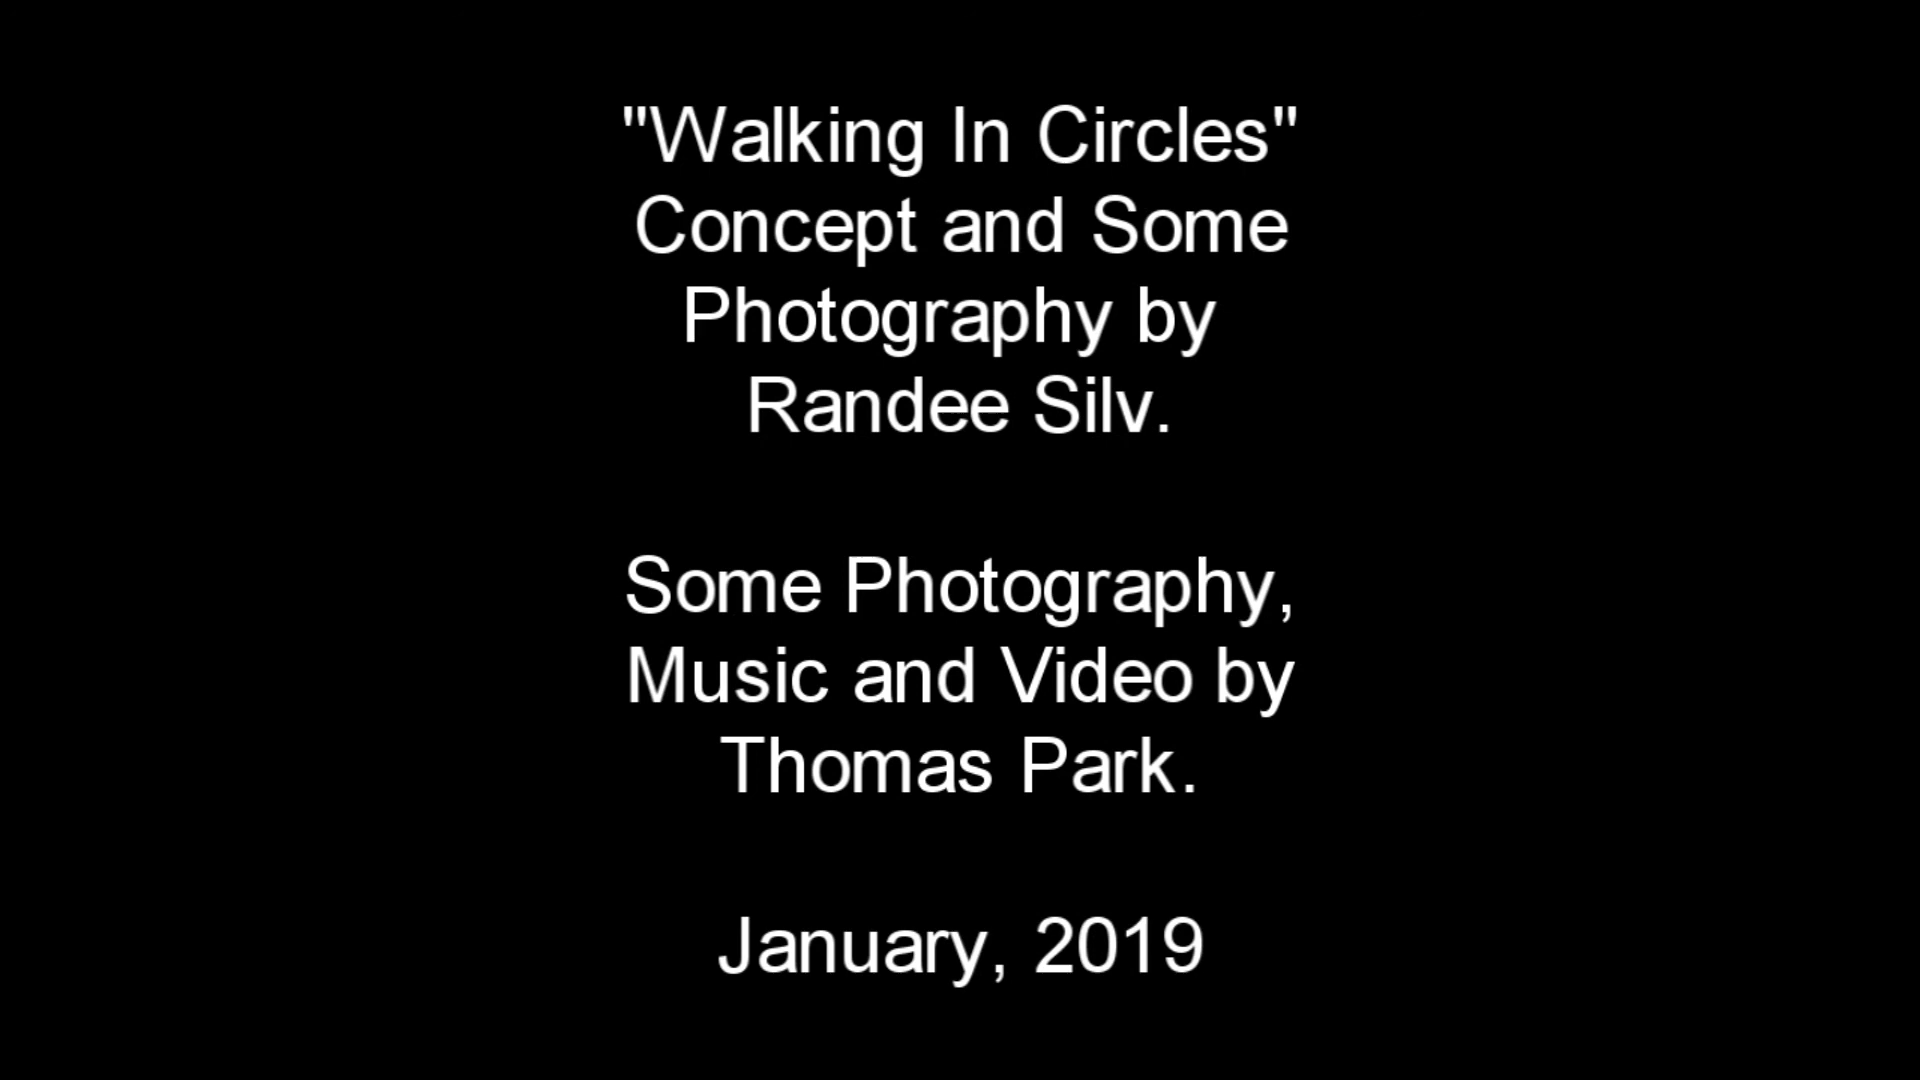 "Walking In Circles"
Concept and Some
Photography by
Randee Silv.
Some Photography,
Music and Video by
Thomas Park.
January, 2019